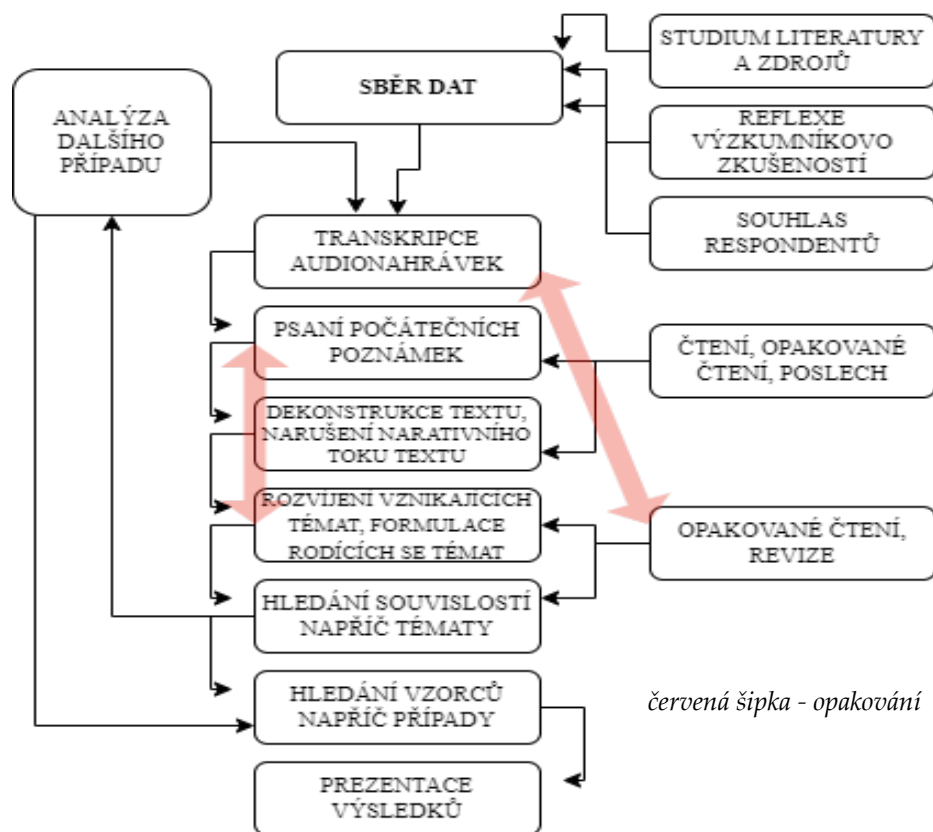 STUDIUM LITERATURY
A ZDROJŮ
SBĚR DAT
ANALÝZA
DALŠÍHO
PŘÍPADU
REFLEXE
VÝZKUMNÍKOVO
ZKUŠENOSTÍ
SOUHLAS
RESPONDENTŮ
TRANSKRIPCE
AUDIONAHRÁVEK
PSANÍ POČÁTEČNÍCH
POZNÁMEK
ČTENÍ, OPAKOVANÉ
ČTENÍ, POSLECH
DEKONSTRUKCE TEXTU,
NARUŠENÍ NARATIVNÍHO
TOKU TEXTU
ROZVÍJENÍ VZNIKAJÍCÍCH
TÉMAT, FORMULACE
RODÍCÍCH SE TÉMAT
OPAKOVANÉ ČTENÍ,
REVIZE
HLEDÁNÍ SOUVISLOSTÍ
NAPŘÍČ TÉMATY
HLEDÁNÍ VZORCŮ
NAPŘÍČ PŘÍPADY
červená šipka - opakování
PREZENTACE
VÝSLEDKŮ